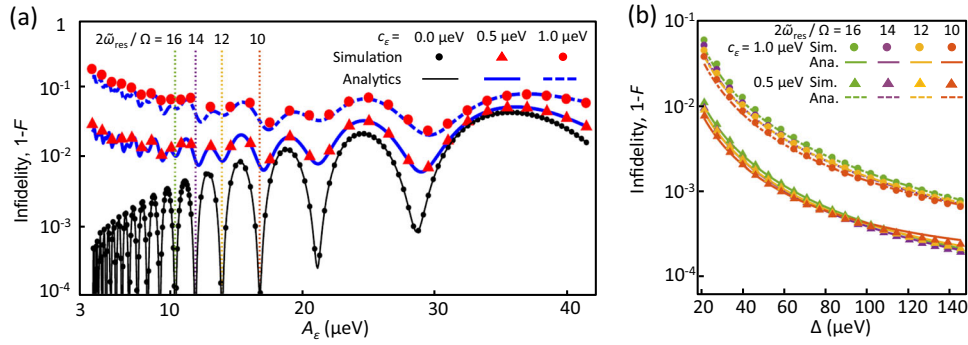 (a)
2ω̃res / Ω = 16 14 12 10
cε = 0.0 μeV 0.5 μeV 1.0 μeV
Simulation
Analytics
Infidelity, 1-F
1
10-1
10-2
10-3
10-4
3 10 20 30 40
Aε (μeV)
(b)
2ω̃res / Ω = 16 14 12 10
cε = 1.0 μeV Sim.
Ana.
0.5 μeV Sim.
Ana.
Infidelity, 1-F
10-1
10-2
10-3
10-4
20 40 60 80 100 120 140
Δ (μeV)